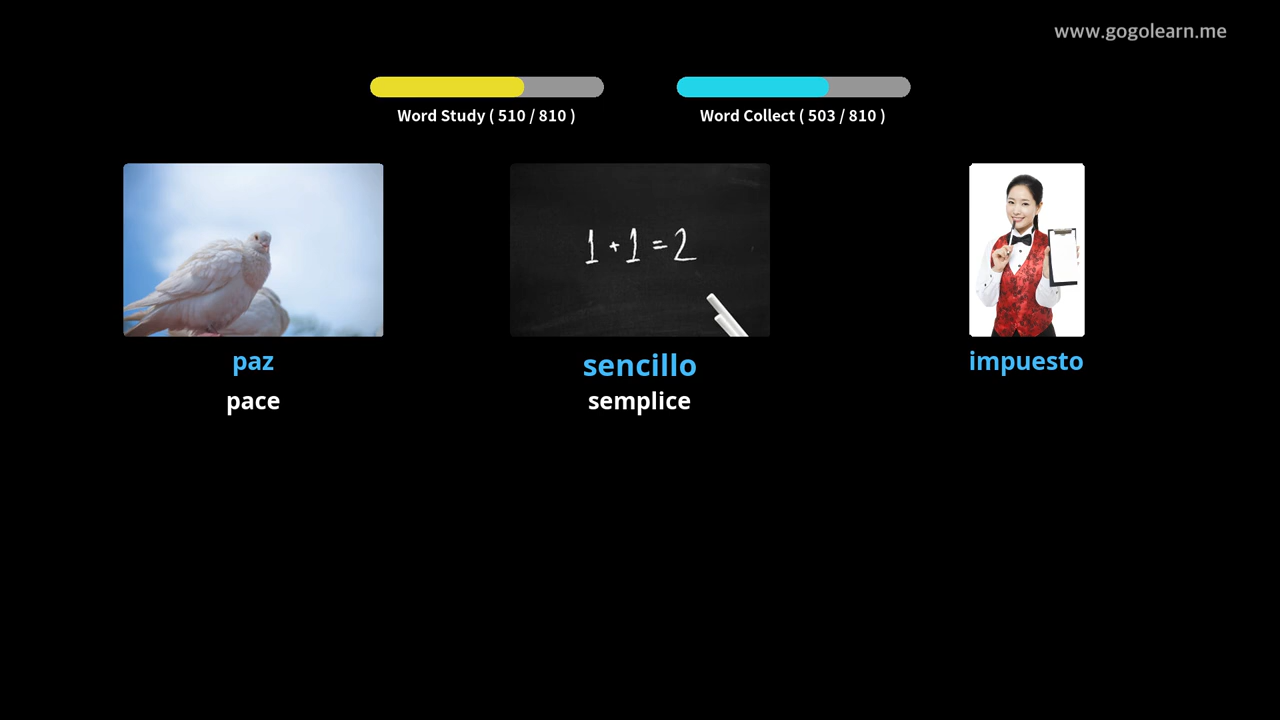 www.gogolearn.me
Word Study ( 510 / 810 )
Word Collect ( 503 / 810 )
1+1=2
paz
sencillo
impuesto
pace
semplice